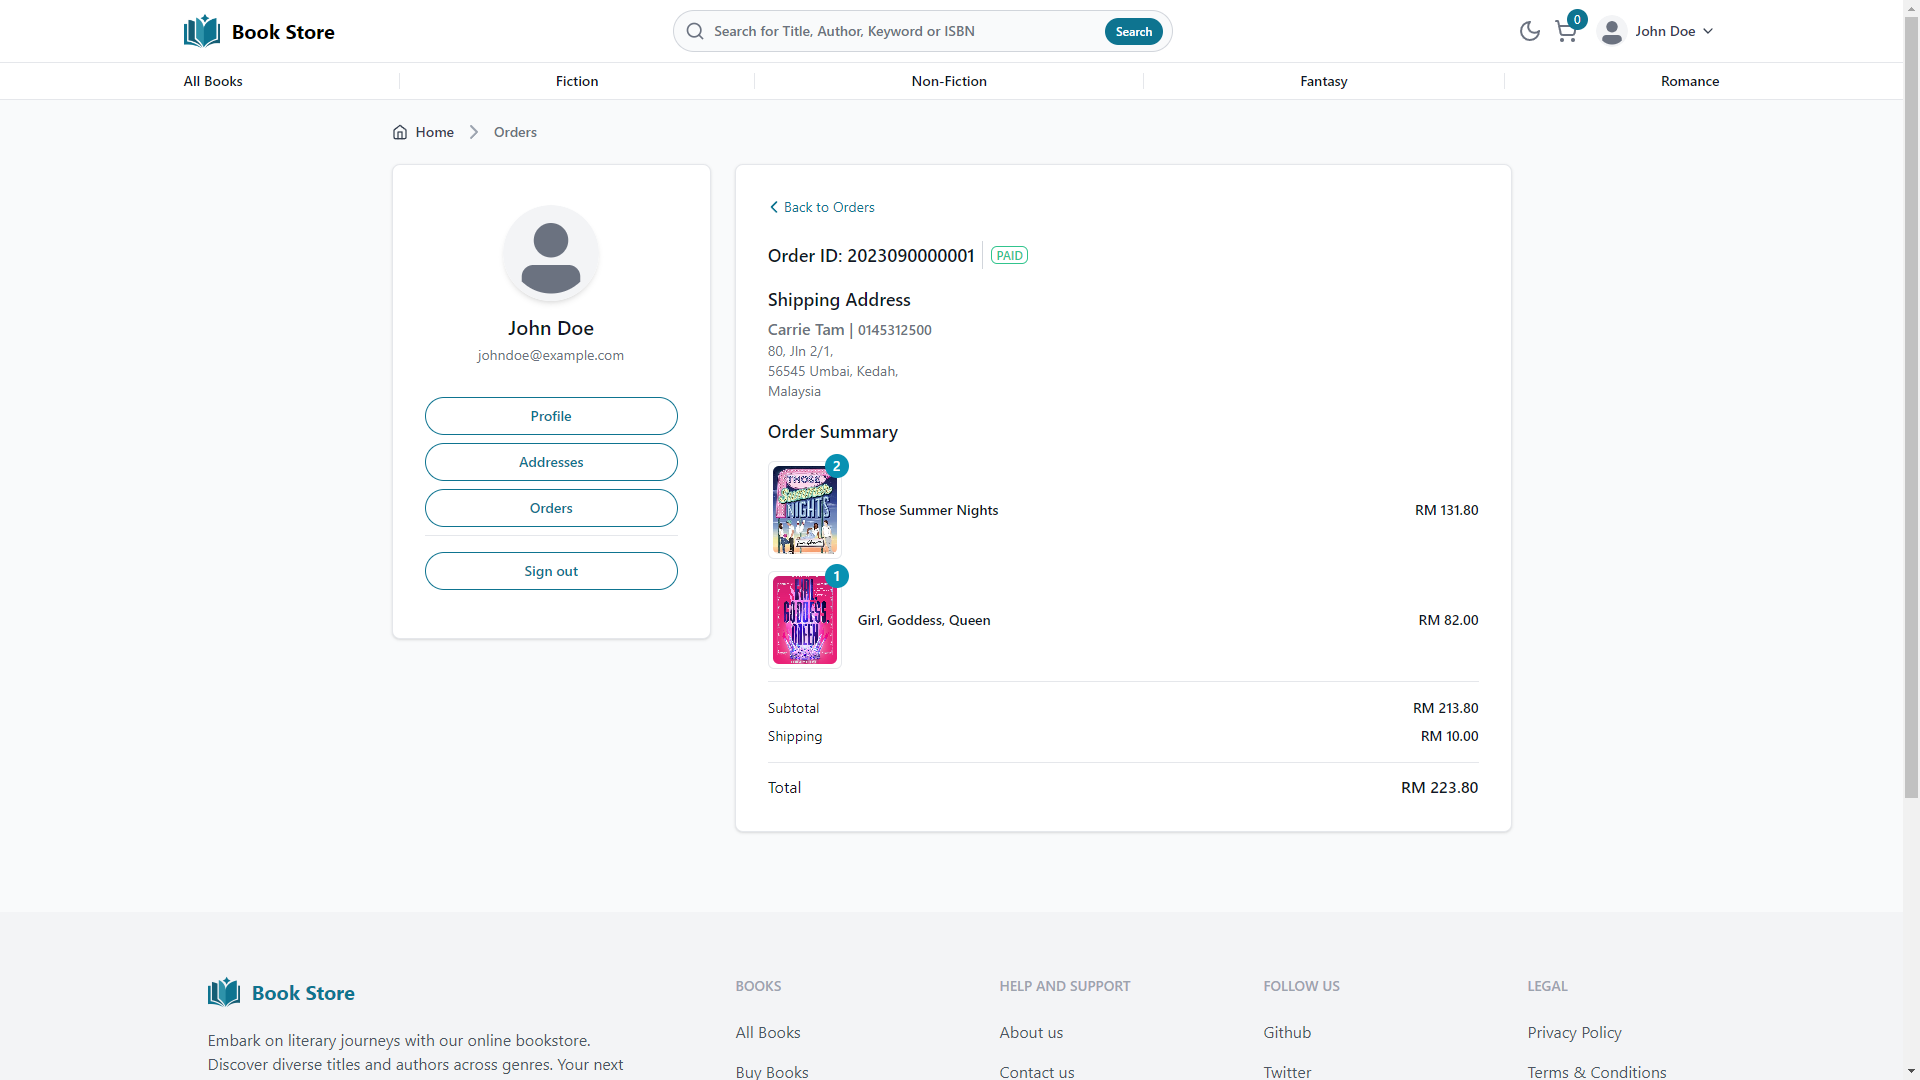 Book Store
Search for Title, Author, Keyword or ISBN
Search
0
John Doe
All Books
Fiction
Non-Fiction
Fantasy
Romance
Home
Orders
John Doe
johndoe@example.com
Profile
Addresses
Orders
Sign out
Back to Orders
Order ID: 2023090000001
PAID
Shipping Address
Carrie Tam | 0145312500
80, Jln 2/1,
56545 Umbai, Kedah,
Malaysia
Order Summary
2
THOSE
NIGHTS
Those Summer Nights
RM 131.80
1
GIRL,
GODDESS,
QUEEN
Girl, Goddess, Queen
RM 82.00
Subtotal
RM 213.80
Shipping
RM 10.00
Total
RM 223.80
Book Store
Embark on literary journeys with our online bookstore.
Discover diverse titles and authors across genres. Your next
BOOKS
All Books
Buy Books
HELP AND SUPPORT
About us
Contact us
FOLLOW US
Github
Twitter
LEGAL
Privacy Policy
Terms & Conditions